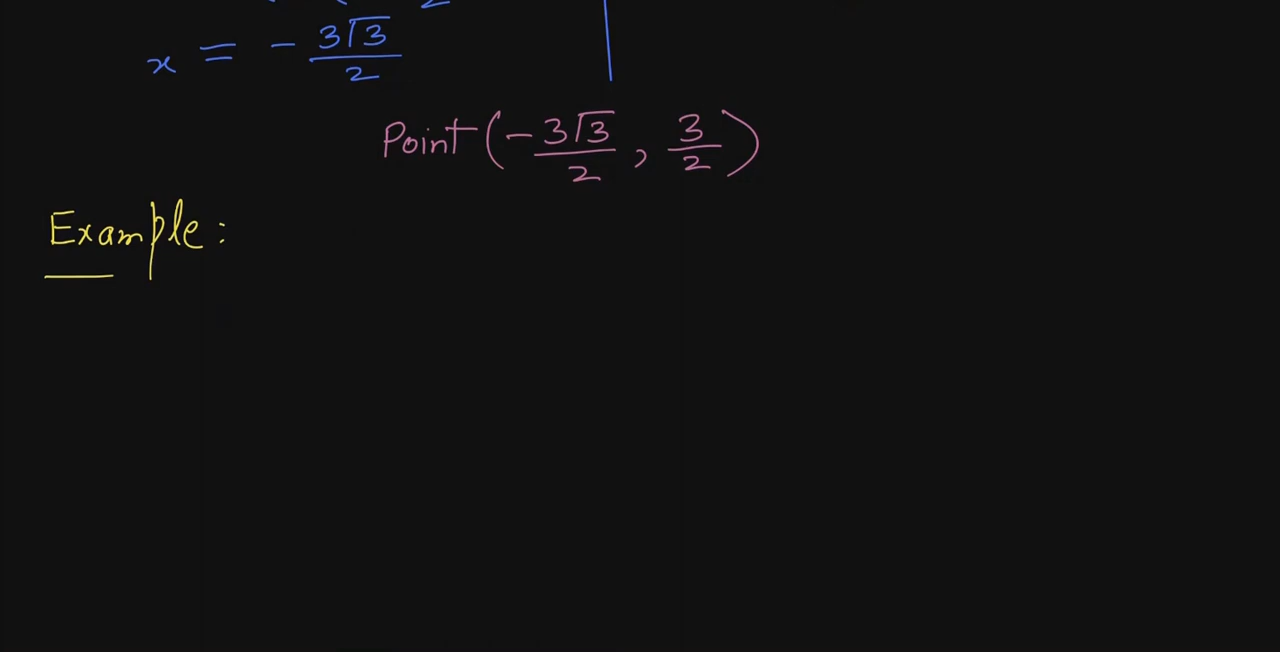 x = - 3√3/2
Point (- 3√3/2 , 3/2)
Example :